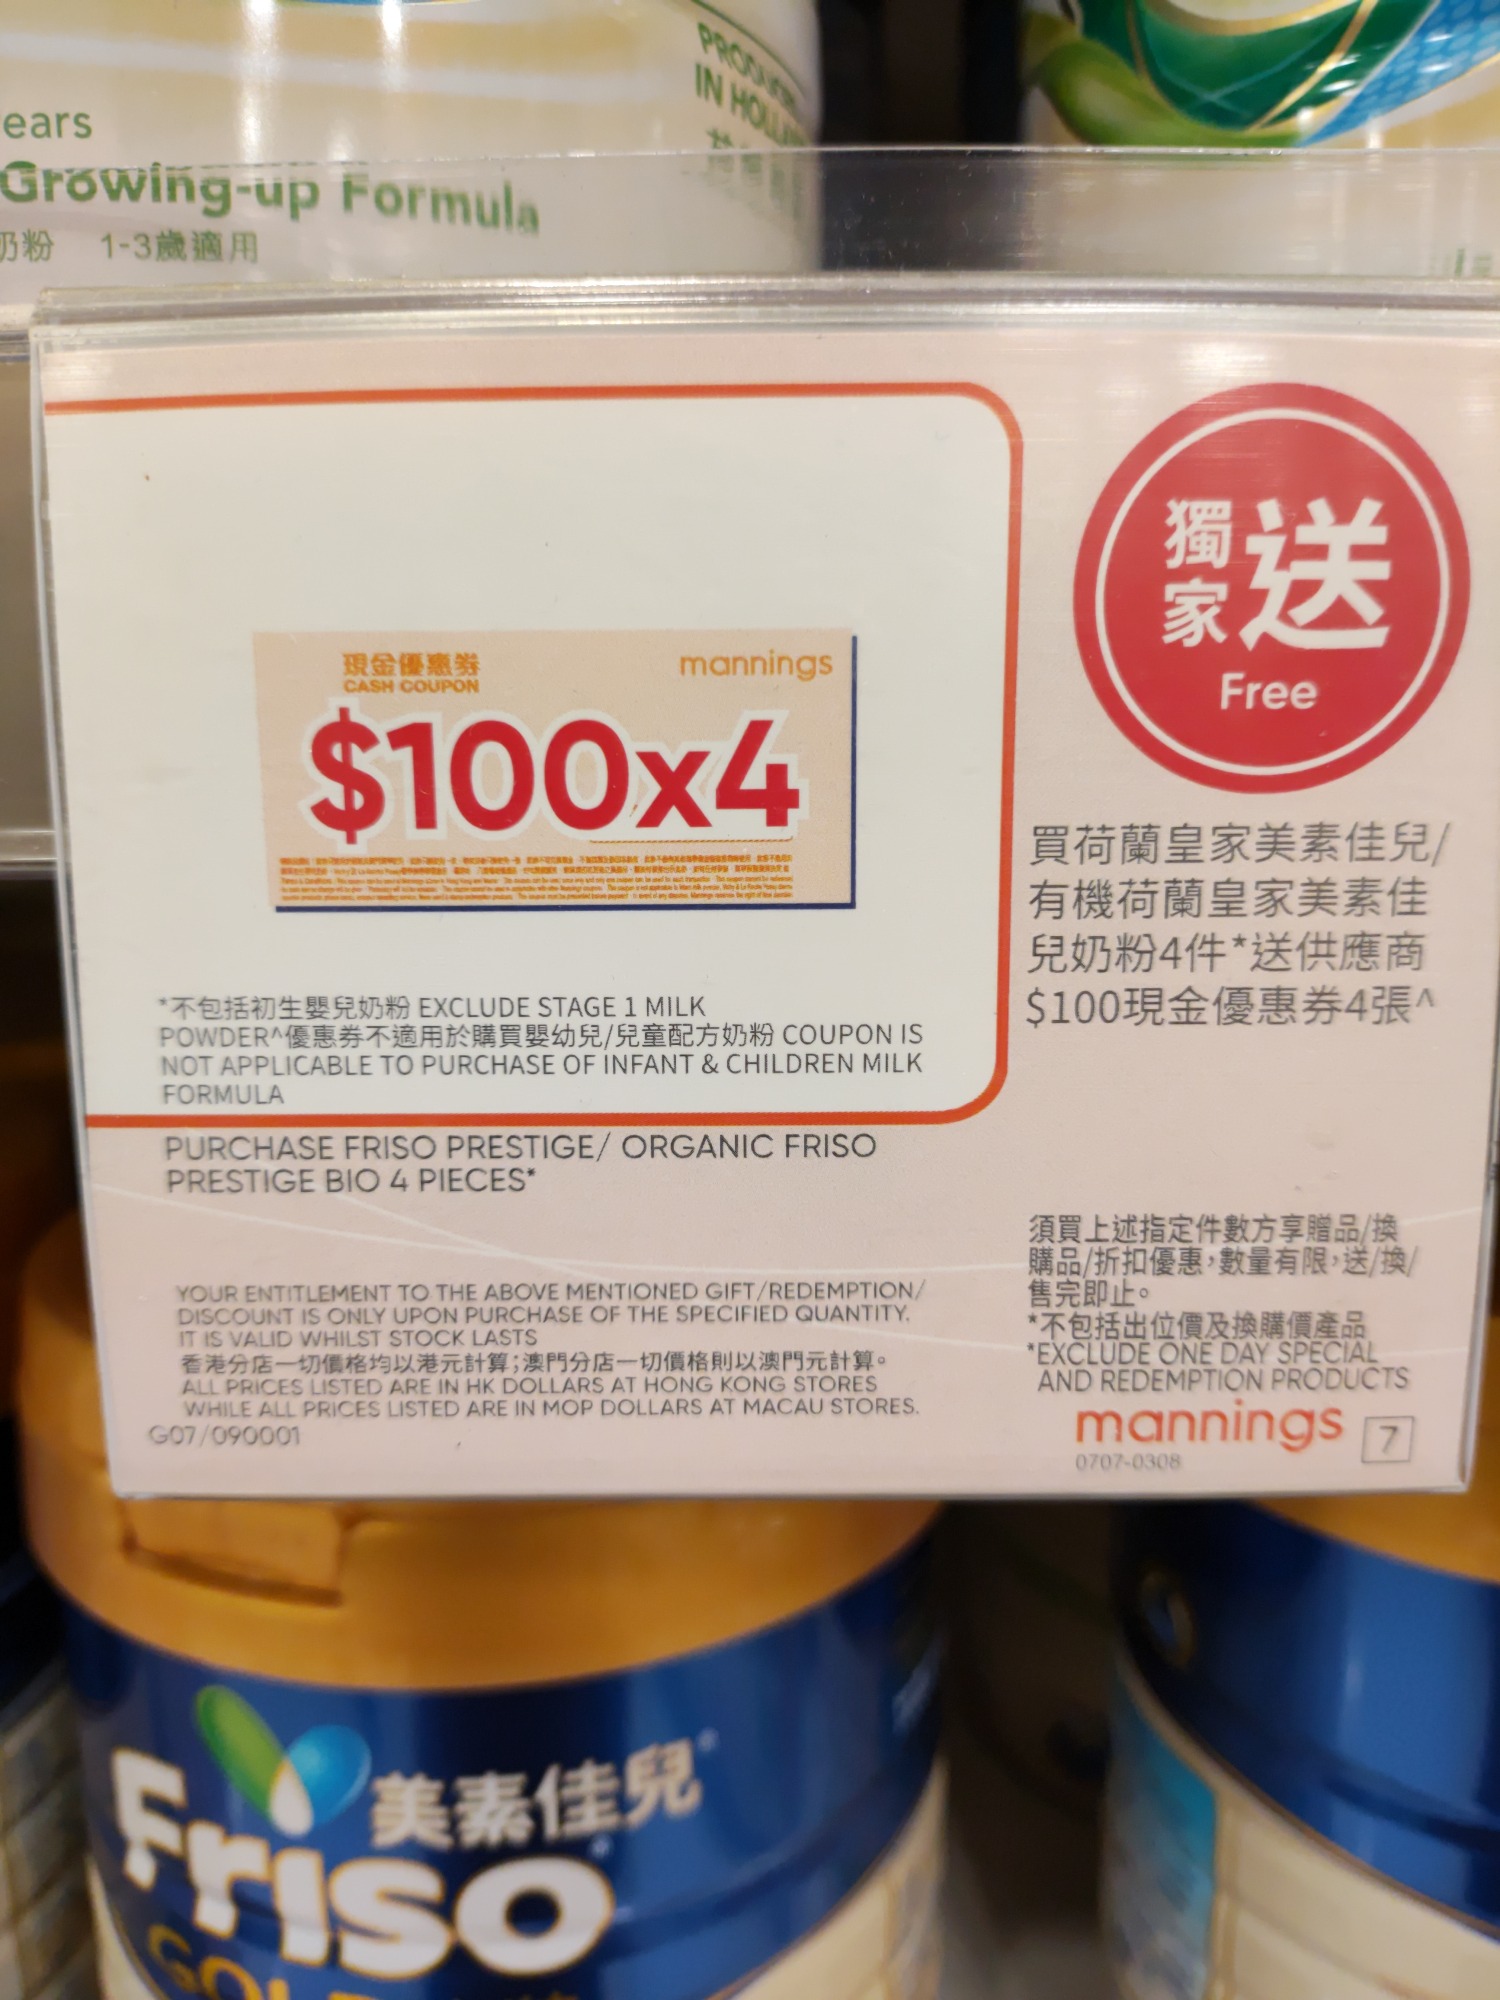 ears
Growing-up Formula
奶粉 1-3歲適用
PRODUCED
IN HOLLAND
獨家 送
Free
現金優惠券
CASH COUPON
mannings
$100x4
*不包括初生嬰兒奶粉 EXCLUDE STAGE 1 MILK
POWDER^優惠券不適用於購買嬰幼兒/兒童配方奶粉 COUPON IS
NOT APPLICABLE TO PURCHASE OF INFANT & CHILDREN MILK
FORMULA
買荷蘭皇家美素佳兒/
有機荷蘭皇家美素佳
兒奶粉4件*送供應商
$100現金優惠券4張^
PURCHASE FRISO PRESTIGE/ ORGANIC FRISO
PRESTIGE BIO 4 PIECES*
YOUR ENTITLEMENT TO THE ABOVE MENTIONED GIFT/REDEMPTION/
DISCOUNT IS ONLY UPON PURCHASE OF THE SPECIFIED QUANTITY.
IT IS VALID WHILST STOCK LASTS
香港分店一切價格均以港元計算;澳門分店一切價格則以澳門元計算。
ALL PRICES LISTED ARE IN HK DOLLARS AT HONG KONG STORES
WHILE ALL PRICES LISTED ARE IN MOP DOLLARS AT MACAU STORES.
G07/090001
須買上述指定件數方享贈品/換
購品/折扣優惠,數量有限,送/換/
售完即止。
*不包括出位價及換購價產品
*EXCLUDE ONE DAY SPECIAL
AND REDEMPTION PRODUCTS
mannings 7
0707-0308
美素佳兒
Friso
GOLD